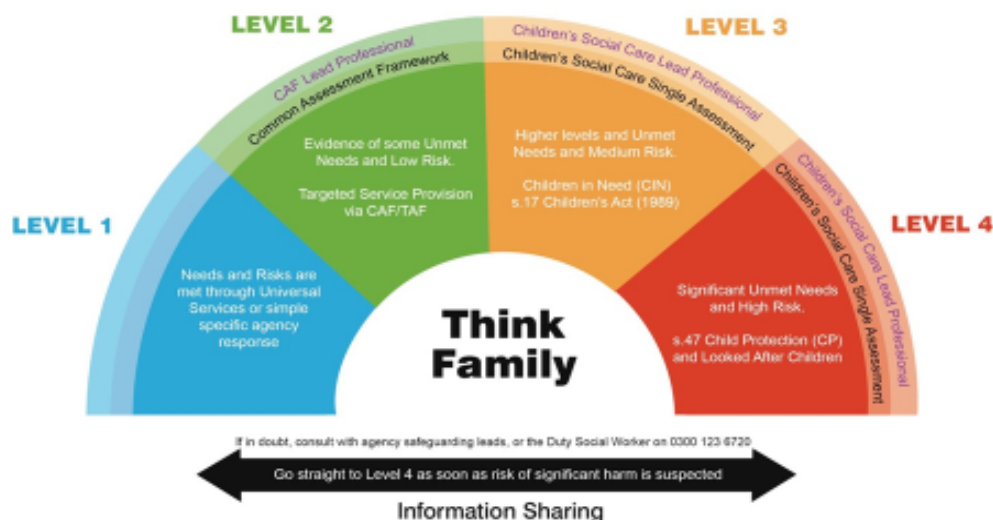 LEVEL 1
Needs and Risks are
met through Universal
Services or simple
specific agency
response
LEVEL 2
CAF Lead Professional
Common Assessment Framework
Evidence of some Unmet
Needs and Low Risk.
Targeted Service Provision
via CAF/TAF
LEVEL 3
Children's Social Care Lead Professional
Children's Social Care Single Assessment
Higher levels and Unmet
Needs and Medium Risk.
Children in Need (CIN)
s.17 Children's Act (1989)
LEVEL 4
Children's Social Care Lead Professional
Children's Social Care Single Assessment
Significant Unmet Needs
and High Risk.
s.47 Child Protection (CP)
and Looked After Children
Think
Family
If in doubt, consult with agency safeguarding leads, or the Duty Social Worker on 0300 123 6720
Go straight to Level 4 as soon as risk of significant harm is suspected
Information Sharing